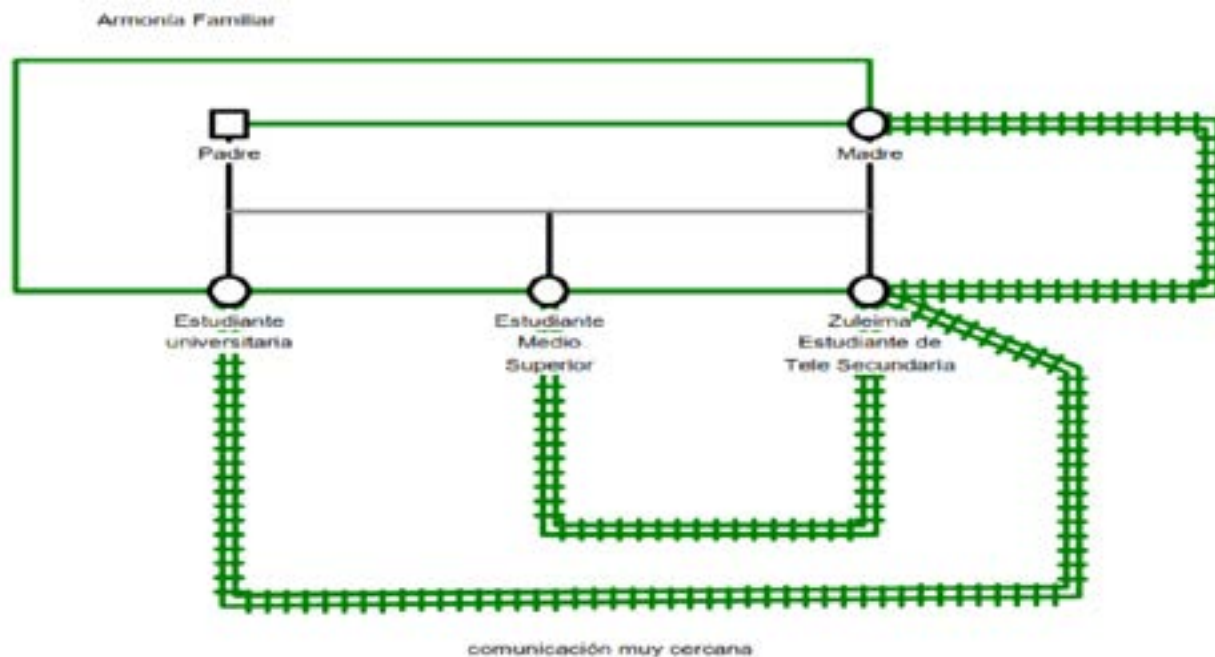 Armonía Familiar
Padre
Madre
Estudiante
universitaria
Estudiante
Medio
Superior
Zuleima
Estudiante de
Tele Secundaria
comunicación muy cercana